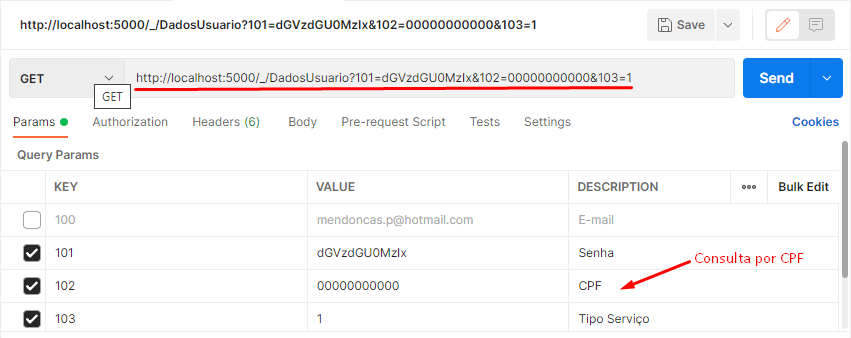 http://localhost:5000/_/DadosUsuario?101=dGVzdGU0MzIx&102=00000000000&103=1
Save
GET
http://localhost:5000/_/DadosUsuario?101=dGVzdGU0MzIx&102=00000000000&103=1
Send
GET
Params Authorization Headers (6) Body Pre-request Script Tests Settings Cookies
Query Params
KEY VALUE DESCRIPTION ••• Bulk Edit
100 mendoncas.p@hotmail.com E-mail
101 dGVzdGU0MzIx Senha
Consulta por CPF
102 00000000000 CPF
103 1 Tipo Serviço